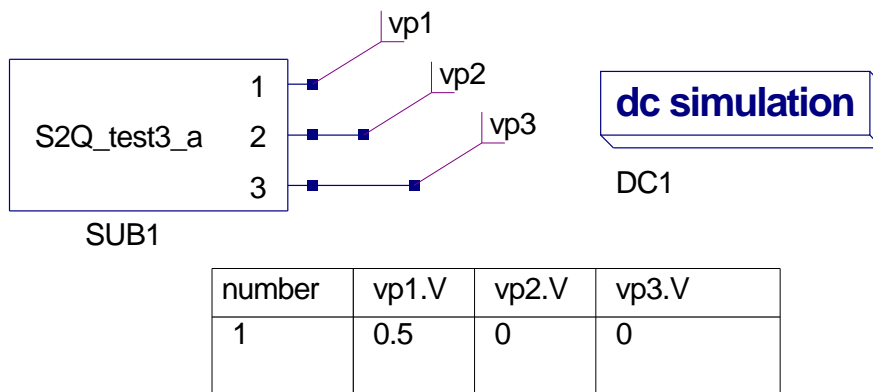 vp1
vp2
vp3
1
2
3
S2Q_test3_a
SUB1
dc simulation
DC1
number vp1.V vp2.V vp3.V
1 0.5 0 0